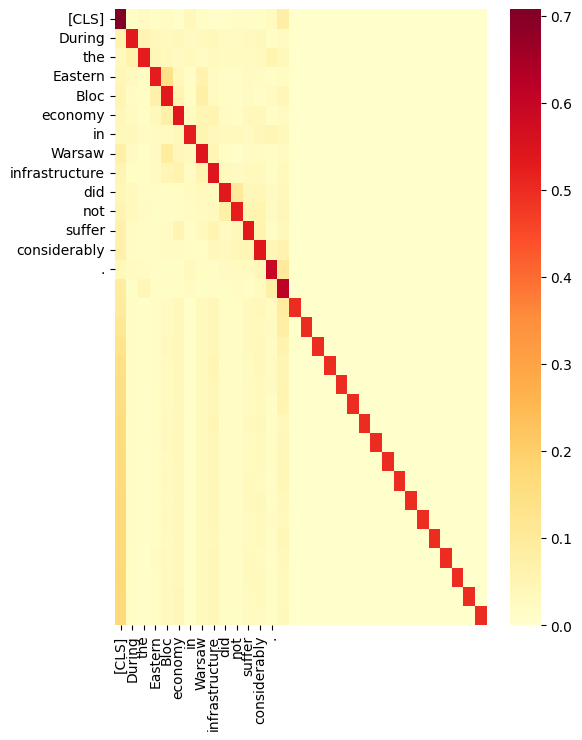 [CLS]
During
the
Eastern
Bloc
economy
in
Warsaw
infrastructure
did
not
suffer
considerably
.
0.7
0.6
0.5
0.4
0.3
0.2
0.1
0.0
[CLS]
During
the
Eastern
Bloc
economy
in
Warsaw
infrastructure
did
not
suffer
considerably
.